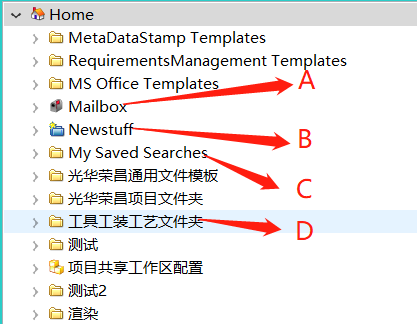 Home
MetaDataStamp Templates
RequirementsManagement Templates
MS Office Templates
A
Mailbox
Newstuff
B
My Saved Searches
C
光华荣昌通用文件模板
光华荣昌项目文件夹
工具工装工艺文件夹
D
测试
项目共享工作区配置
测试2
渲染